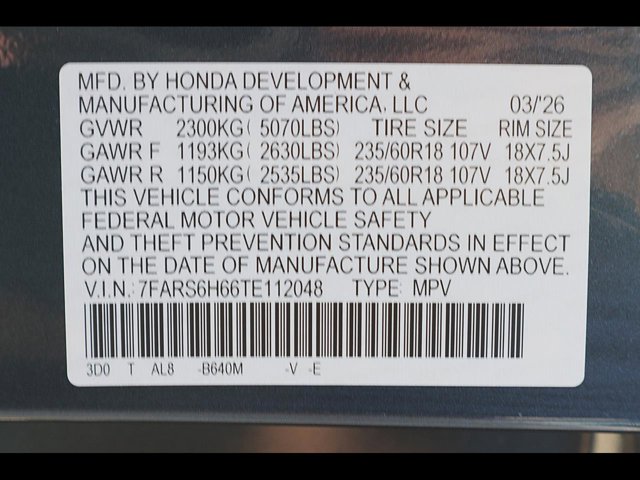 MFD. BY HONDA DEVELOPMENT &
MANUFACTURING OF AMERICA, LLC 03/'26
GVWR 2300KG( 5070LBS) TIRE SIZE RIM SIZE
GAWR F 1193KG( 2630LBS) 235/60R18 107V 18X7.5J
GAWR R 1150KG( 2535LBS) 235/60R18 107V 18X7.5J
THIS VEHICLE CONFORMS TO ALL APPLICABLE
FEDERAL MOTOR VEHICLE SAFETY
AND THEFT PREVENTION STANDARDS IN EFFECT
ON THE DATE OF MANUFACTURE SHOWN ABOVE.
V.I.N.: 7FARS6H66TE112048 TYPE: MPV
3D0 T AL8 -B640M -V -E